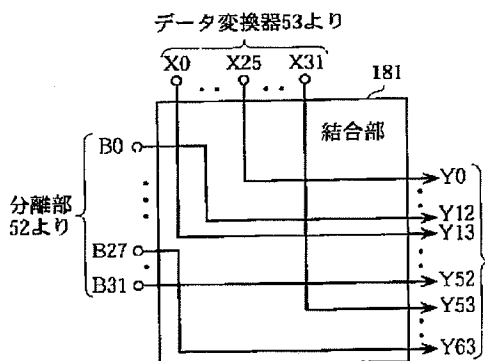 データ変換器53より
X0 X25 X31
181
結合部
B0
分離部
52より
B27
B31
Y0
Y12
Y13
Y52
Y53
Y63